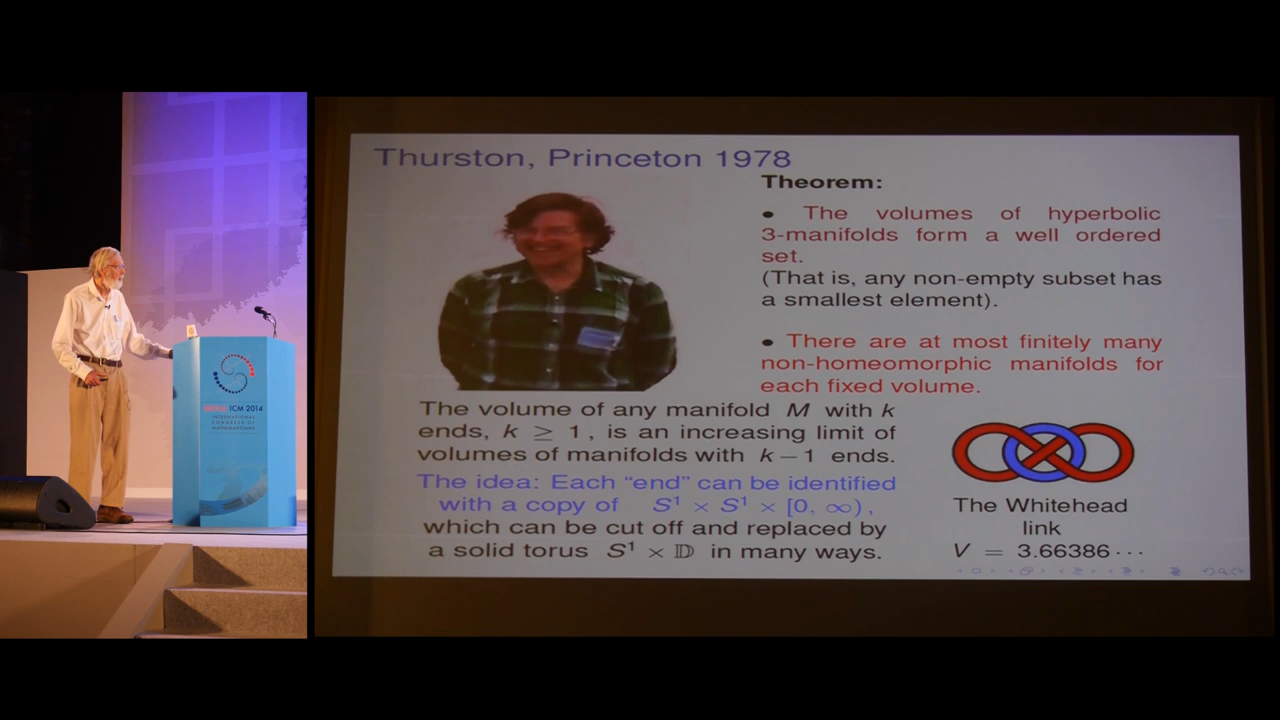 Thurston, Princeton 1978
Theorem:
● The volumes of hyperbolic
3-manifolds form a well ordered
set.
(That is, any non-empty subset has
a smallest element).
● There are at most finitely many
non-homeomorphic manifolds for
each fixed volume.
The volume of any manifold M with k
ends, k ≥ 1, is an increasing limit of
volumes of manifolds with k − 1 ends.
The idea: Each “end” can be identified
with a copy of S¹ × S¹ × [0, ∞),
which can be cut off and replaced by
a solid torus S¹ × 𝔻 in many ways.
The Whitehead
link
V = 3.66386···
ICM 2014
INTERNATIONAL
CONGRESS OF
MATHEMATICIANS